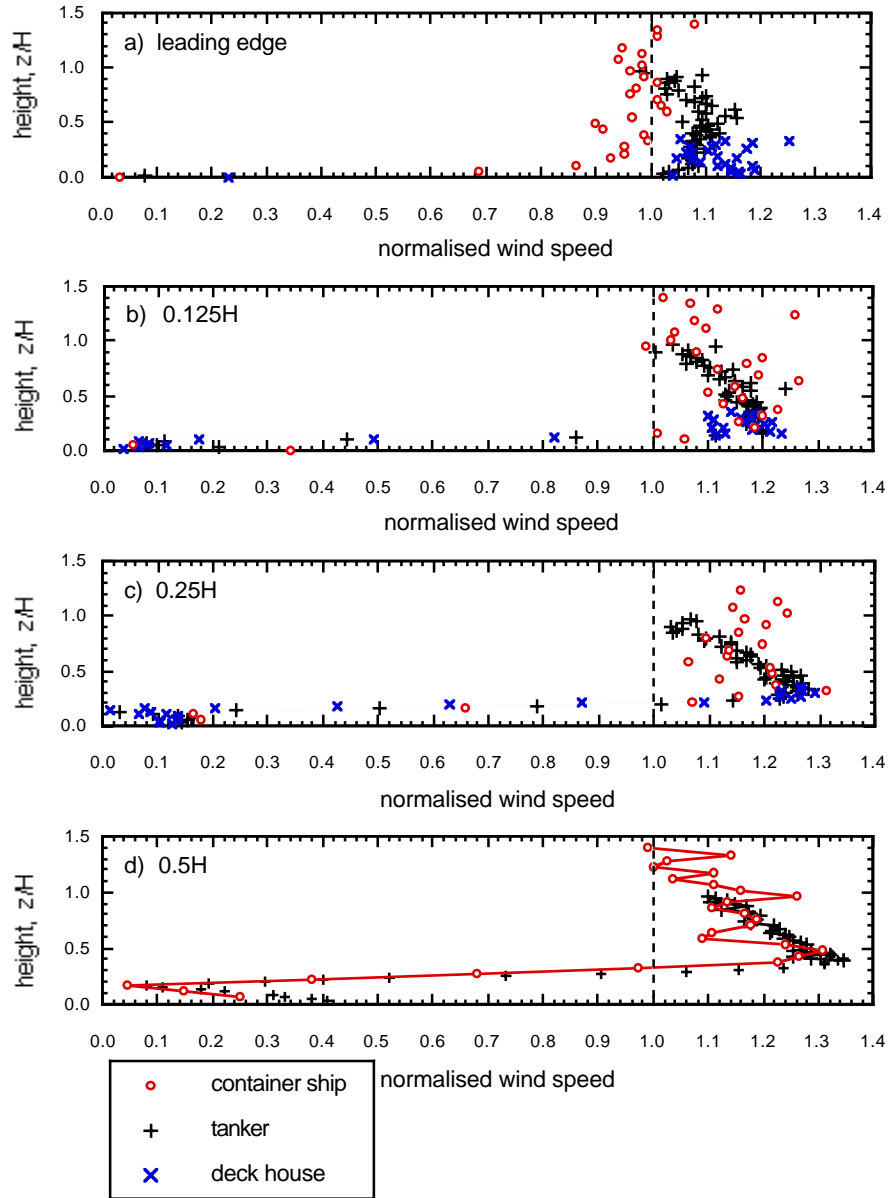 a) leading edge
height, z/H
1.5
1.0
0.5
0.0
0.0 0.1 0.2 0.3 0.4 0.5 0.6 0.7 0.8 0.9 1.0 1.1 1.2 1.3 1.4
normalised wind speed
b) 0.125H
height, z/H
1.5
1.0
0.5
0.0
0.0 0.1 0.2 0.3 0.4 0.5 0.6 0.7 0.8 0.9 1.0 1.1 1.2 1.3 1.4
normalised wind speed
c) 0.25H
height, z/H
1.5
1.0
0.5
0.0
0.0 0.1 0.2 0.3 0.4 0.5 0.6 0.7 0.8 0.9 1.0 1.1 1.2 1.3 1.4
normalised wind speed
d) 0.5H
height, z/H
1.5
1.0
0.5
0.0
0.0 0.1 0.2 0.3 0.4 0.5 0.6 0.7 0.8 0.9 1.0 1.1 1.2 1.3 1.4
normalised wind speed
container ship
tanker
deck house